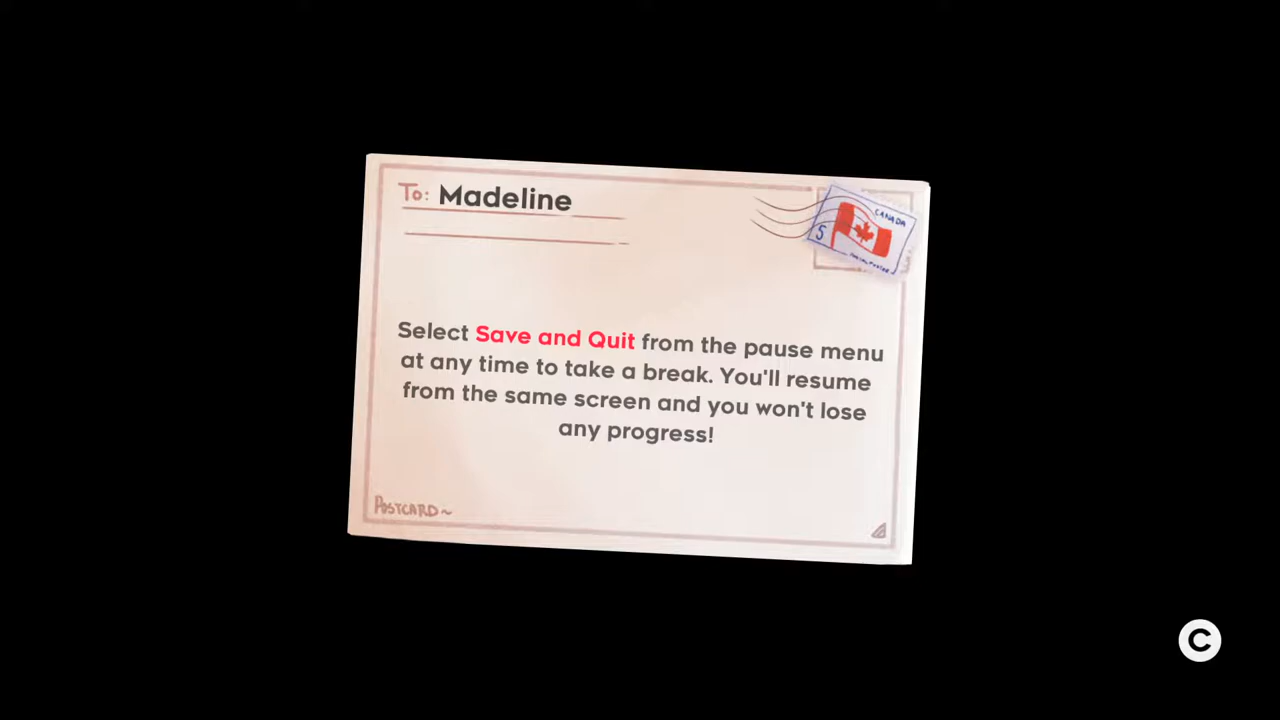 To: Madeline
CANADA
5
Select Save and Quit from the pause menu
at any time to take a break. You'll resume
from the same screen and you won't lose
any progress!
POSTCARD~
C